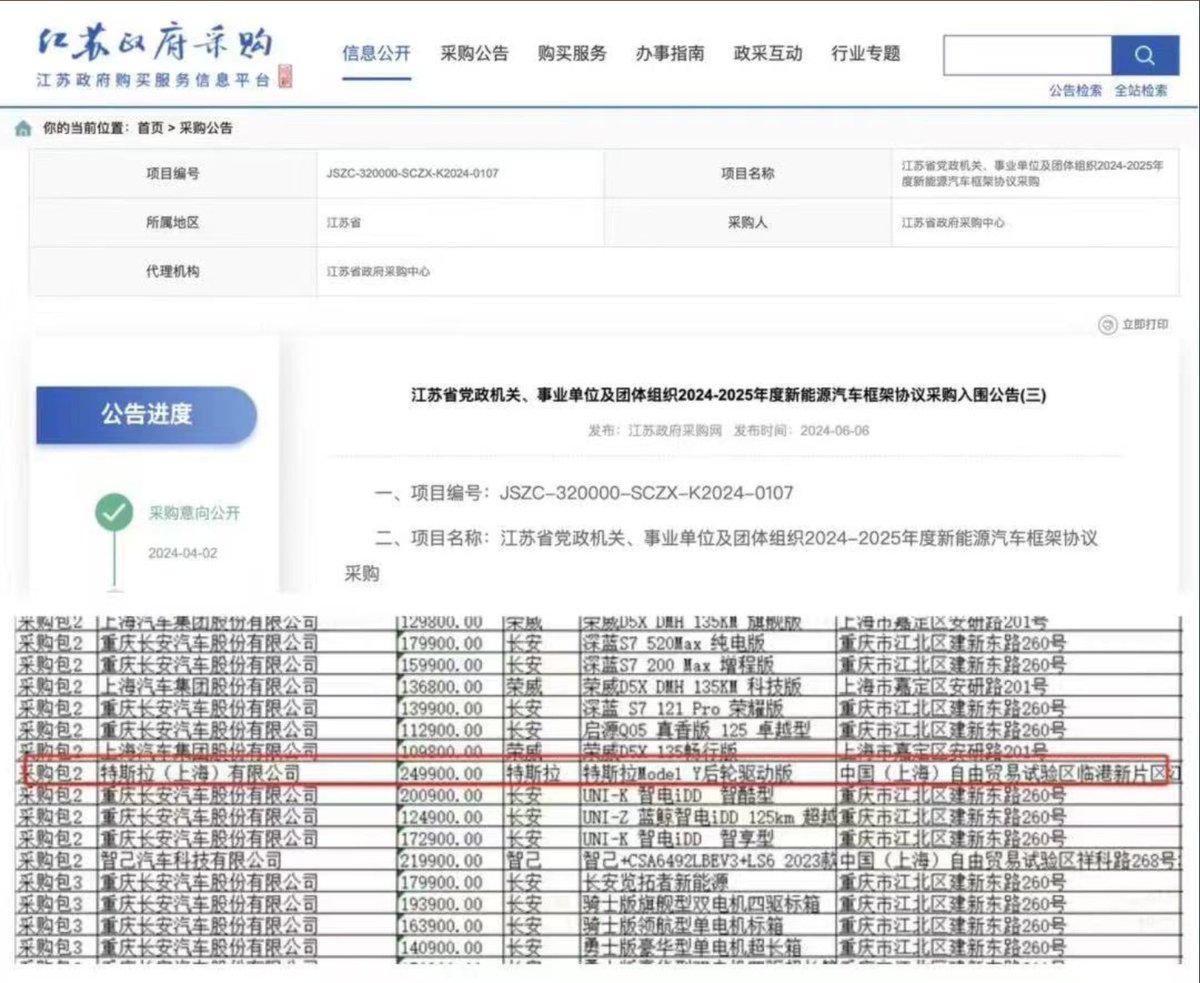 江苏政府采购
江苏政府购买服务信息平台
信息公开 采购公告 购买服务 办事指南 政采互动 行业专题
公告检索 全站检索
你的当前位置：首页 > 采购公告
项目编号 JSZC-320000-SCZX-K2024-0107 项目名称 江苏省党政机关、事业单位及团体组织2024-2025年
度新能源汽车框架协议采购
所属地区 江苏省 采购人 江苏省政府采购中心
代理机构 江苏省政府采购中心
立即打印
公告进度
采购意向公开
2024-04-02
江苏省党政机关、事业单位及团体组织2024-2025年度新能源汽车框架协议采购入围公告(三)
发布：江苏政府采购网 发布时间：2024-06-06
一、项目编号：JSZC-320000-SCZX-K2024-0107
二、项目名称：江苏省党政机关、事业单位及团体组织2024-2025年度新能源汽车框架协议
采购
采购包2 上海汽车集团股份有限公司 129800.00 荣威 荣威D5X DMH 135KM 旗舰版 上海市嘉定区安研路201号
采购包2 重庆长安汽车股份有限公司 179900.00 长安 深蓝S7 520Max 纯电版 重庆市江北区建新东路260号
采购包2 重庆长安汽车股份有限公司 159900.00 长安 深蓝S7 200 Max 增程版 重庆市江北区建新东路260号
采购包2 上海汽车集团股份有限公司 136800.00 荣威 荣威D5X DMH 135KM 科技版 上海市嘉定区安研路201号
采购包2 重庆长安汽车股份有限公司 139900.00 长安 深蓝 S7 121 Pro 荣耀版 重庆市江北区建新东路260号
采购包2 重庆长安汽车股份有限公司 112900.00 长安 启源Q05 真香版 125 卓越型 重庆市江北区建新东路260号
采购包2 上海汽车集团股份有限公司 109800.00 荣威 荣威D5X 135畅行版 上海市嘉定区安研路201号
采购包2 特斯拉（上海）有限公司 249900.00 特斯拉 特斯拉Model Y后轮驱动版 中国（上海）自由贸易试验区临港新片区
采购包2 重庆长安汽车股份有限公司 200900.00 长安 UNI-K 智电iDD 智酷型 重庆市江北区建新东路260号
采购包2 重庆长安汽车股份有限公司 124900.00 长安 UNI-Z 蓝鲸智电iDD 125km 超越 重庆市江北区建新东路260号
采购包2 重庆长安汽车股份有限公司 172900.00 长安 UNI-K 智电iDD 智享型 重庆市江北区建新东路260号
采购包2 智己汽车科技有限公司 219900.00 智己 智己+CSA6492LBEV3+LS6 2023款 中国（上海）自由贸易试验区祥科路268号
采购包3 重庆长安汽车股份有限公司 179900.00 长安 长安览拓者新能源 重庆市江北区建新东路260号
采购包3 重庆长安汽车股份有限公司 193900.00 长安 骑士版旗舰型双电机四驱标箱 重庆市江北区建新东路260号
采购包3 重庆长安汽车股份有限公司 163900.00 长安 骑士版领航型单电机标箱 重庆市江北区建新东路260号
采购包3 重庆长安汽车股份有限公司 140900.00 长安 勇士版豪华型单电机超长箱 重庆市江北区建新东路260号